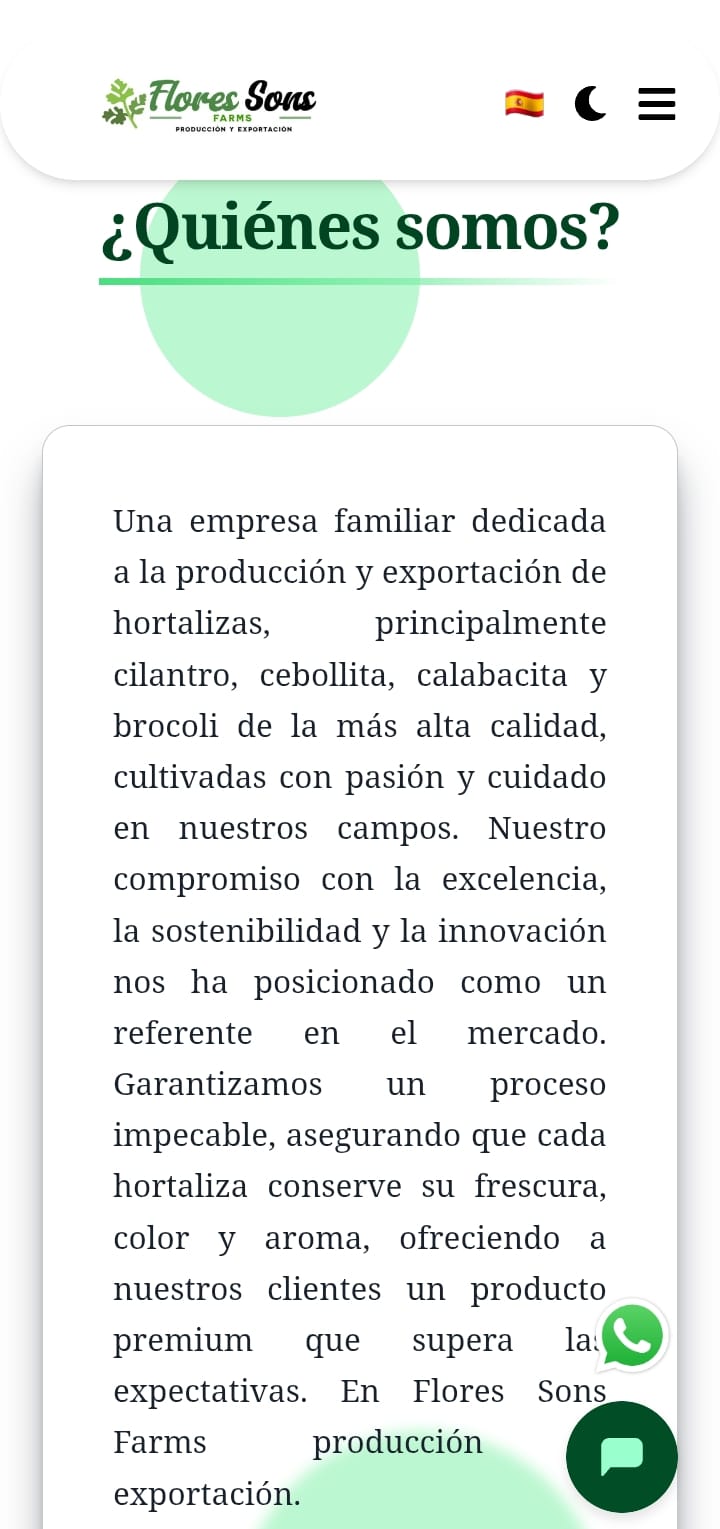 Flores Sons
FARMS
PRODUCCIÓN Y EXPORTACIÓN
¿Quiénes somos?
Una empresa familiar dedicada
a la producción y exportación de
hortalizas, principalmente
cilantro, cebollita, calabacita y
brocoli de la más alta calidad,
cultivadas con pasión y cuidado
en nuestros campos. Nuestro
compromiso con la excelencia,
la sostenibilidad y la innovación
nos ha posicionado como un
referente en el mercado.
Garantizamos un proceso
impecable, asegurando que cada
hortaliza conserve su frescura,
color y aroma, ofreciendo a
nuestros clientes un producto
premium que supera las
expectativas. En Flores Sons
Farms producción
exportación.